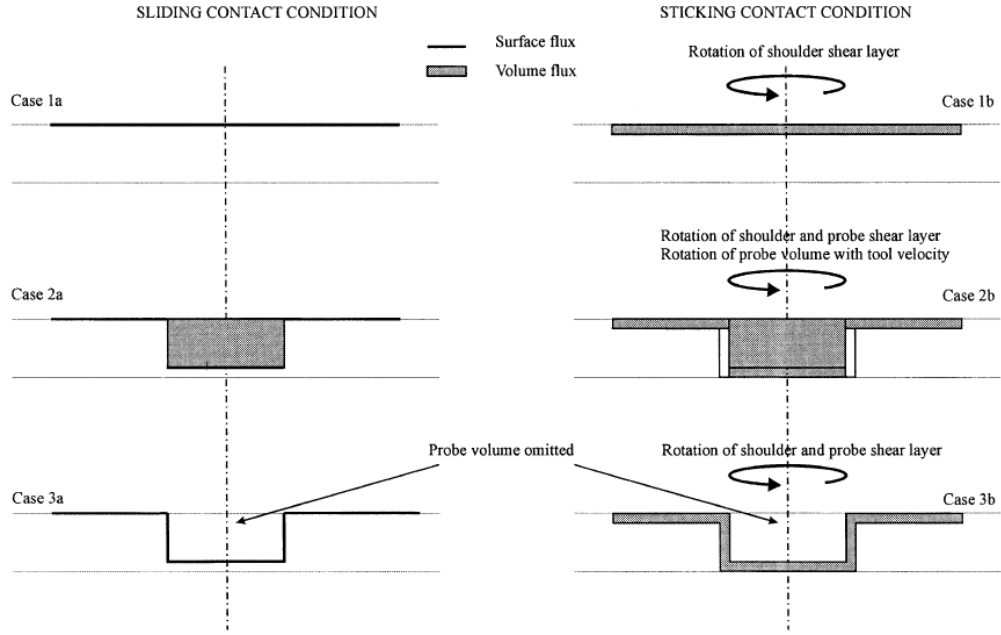 SLIDING CONTACT CONDITION
STICKING CONTACT CONDITION
Surface flux
Volume flux
Rotation of shoulder shear layer
Case 1a
Case 1b
Rotation of shoulder and probe shear layer
Rotation of probe volume with tool velocity
Case 2a
Case 2b
Probe volume omitted
Rotation of shoulder and probe shear layer
Case 3a
Case 3b